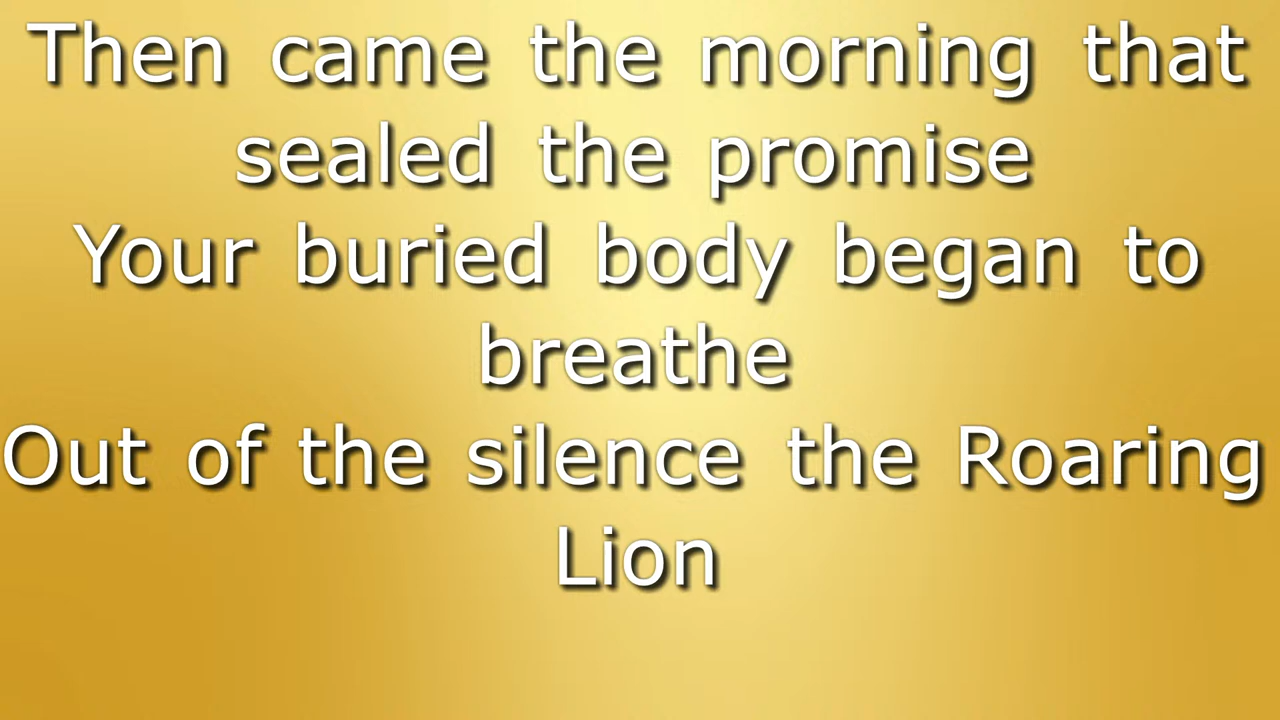 Then came the morning that
sealed the promise
Your buried body began to
breathe
Out of the silence the Roaring
Lion